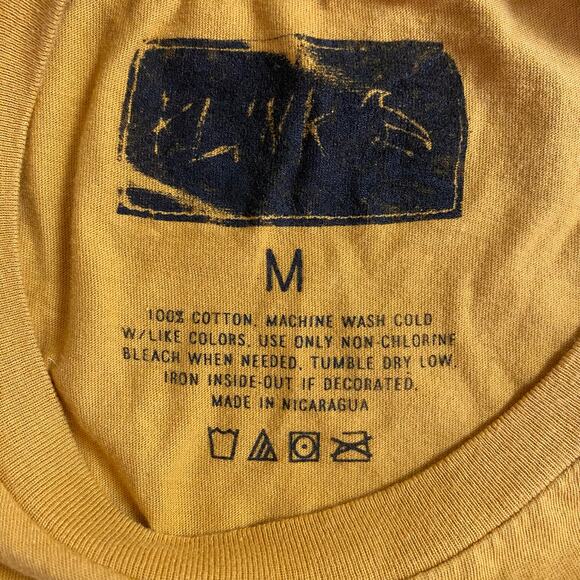 M
100% COTTON. MACHINE WASH COLD
W/LIKE COLORS, USE ONLY NON-CHLORINE
BLEACH WHEN NEEDED. TUMBLE DRY LOW.
IRON INSIDE-OUT IF DECORATED.
MADE IN NICARAGUA